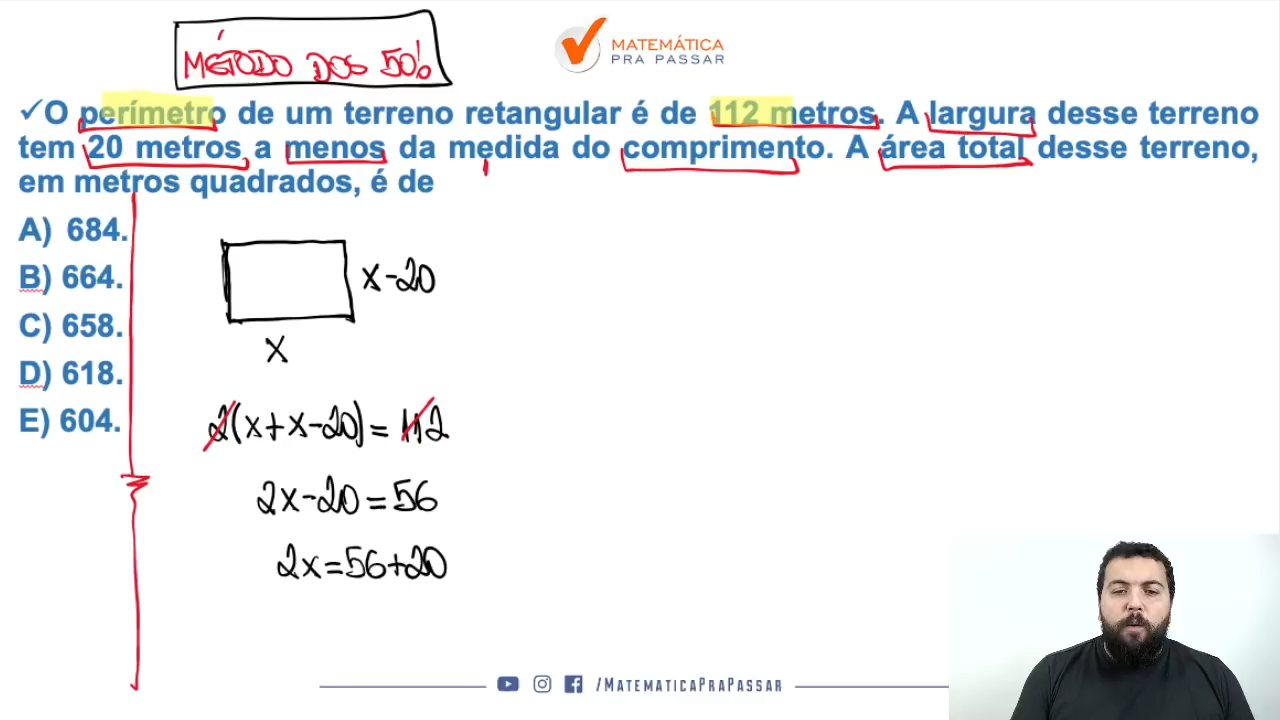 MÉTODO DOS 50!
MATEMÁTICA
PRA PASSAR
✓O perímetro de um terreno retangular é de 112 metros. A largura desse terreno
tem 20 metros a menos da medida do comprimento. A área total desse terreno,
em metros quadrados, é de
A) 684.
B) 664.
C) 658.
D) 618.
E) 604.
x-20
x
2(x+x-20)=112
2x-20=56
2x=56+20
/MATEMATICAPRAPASSAR